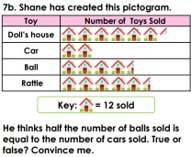 7b. Shane has created this pictogram.
Toy Number of Toys Sold
Doll's house
Car
Ball
Rattle
Key: = 12 sold
He thinks half the number of balls sold is
equal to the number of cars sold. True or
false? Convince me.